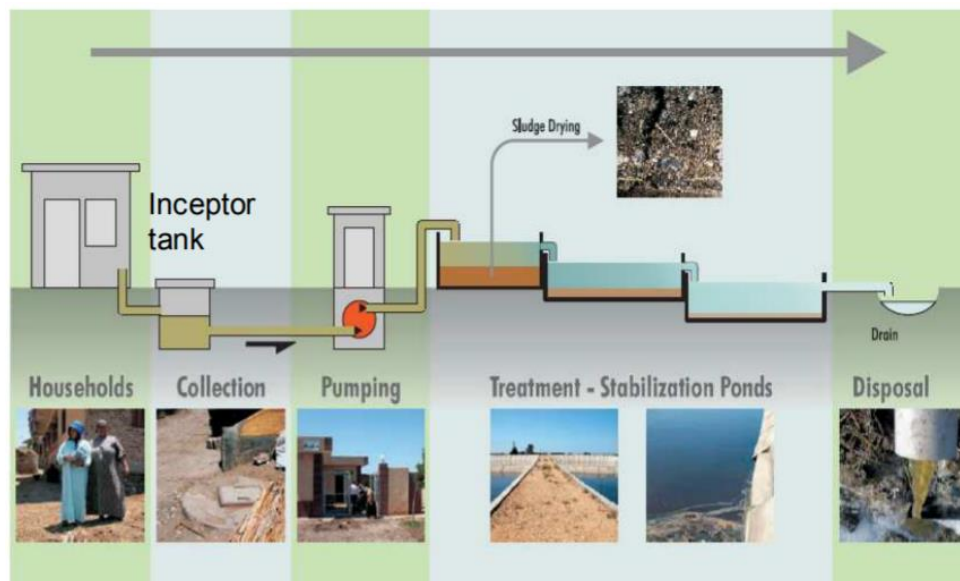 Sludge Drying
Inceptor
tank
Drain
Households
Collection
Pumping
Treatment - Stabilization Ponds
Disposal